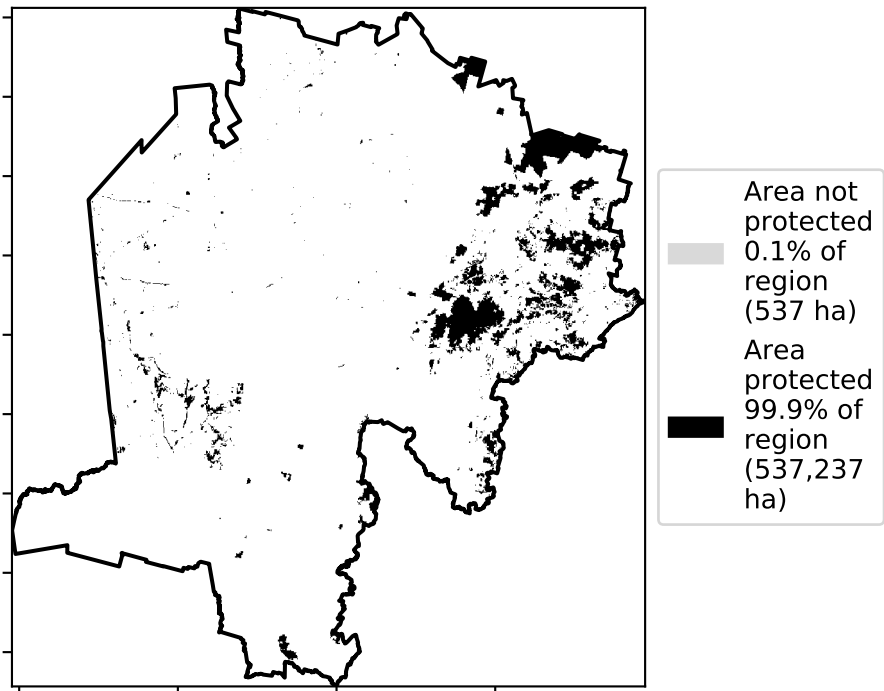 Area not
protected
0.1% of
region
(537 ha)
Area
protected
99.9% of
region
(537,237
ha)